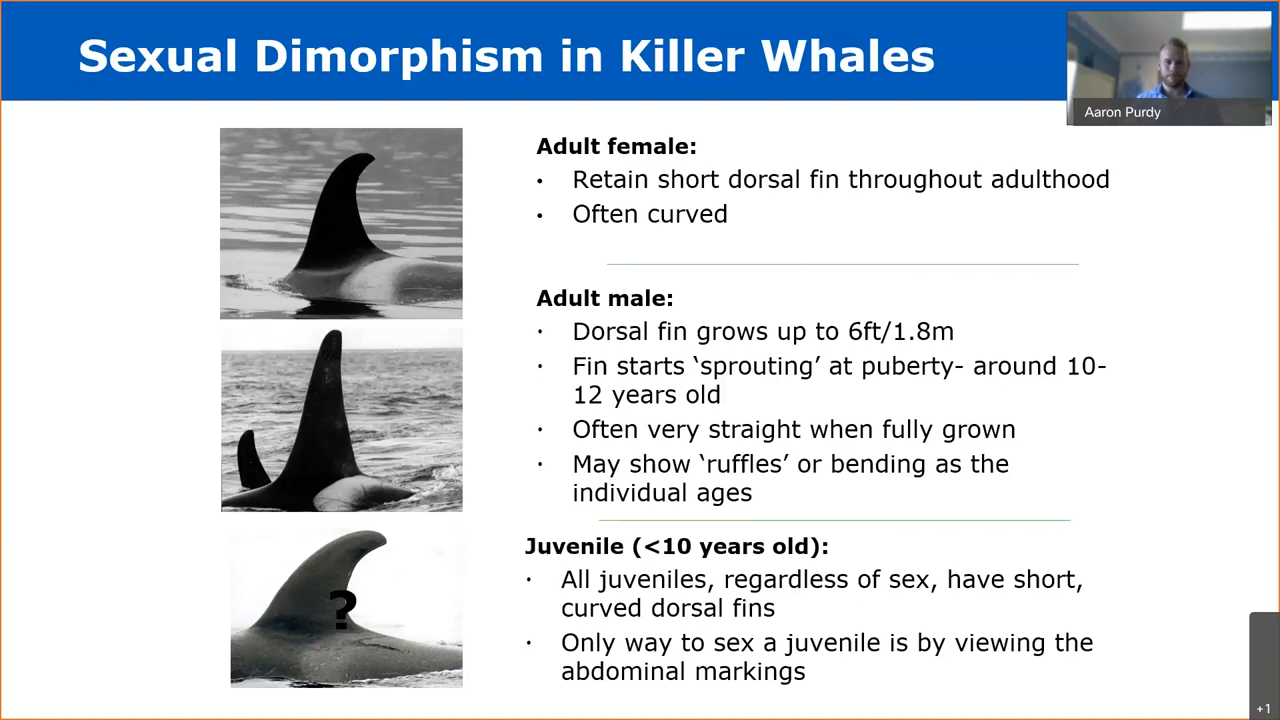 Sexual Dimorphism in Killer Whales
Aaron Purdy
Adult female:
• Retain short dorsal fin throughout adulthood
• Often curved
Adult male:
• Dorsal fin grows up to 6ft/1.8m
• Fin starts ‘sprouting’ at puberty- around 10-
12 years old
• Often very straight when fully grown
• May show ‘ruffles’ or bending as the
individual ages
?
Juvenile (<10 years old):
• All juveniles, regardless of sex, have short,
curved dorsal fins
• Only way to sex a juvenile is by viewing the
abdominal markings
+1